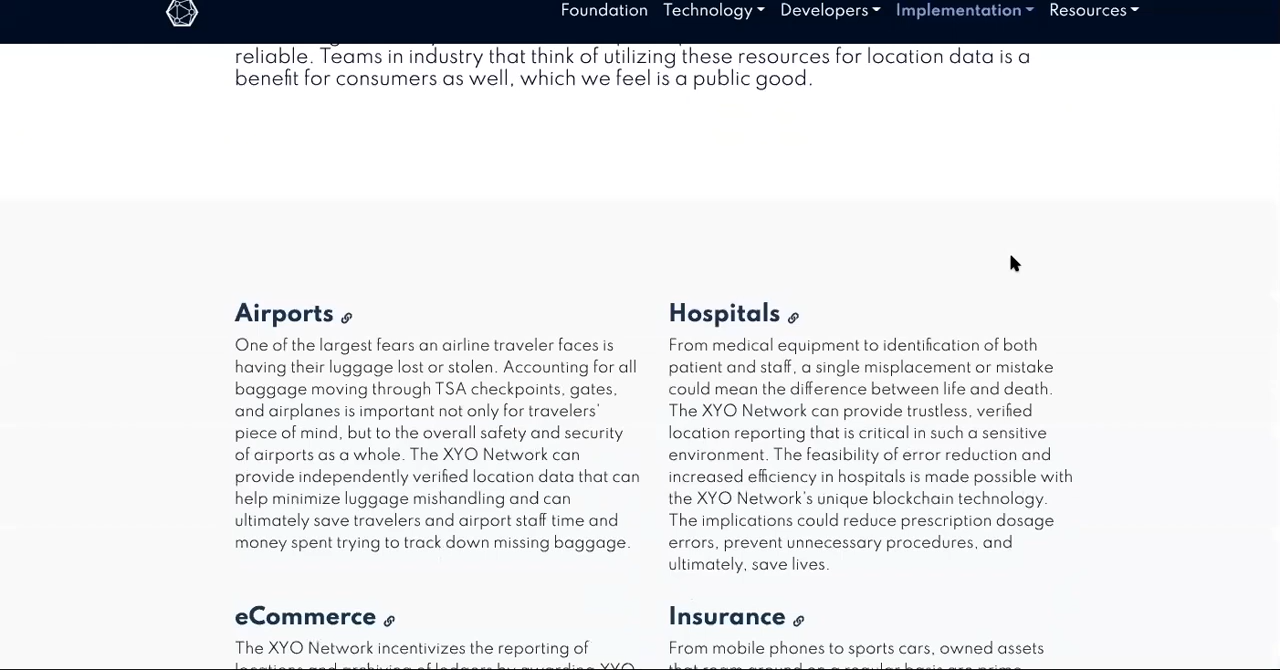 Foundation Technology Developers Implementation Resources
reliable. Teams in industry that think of utilizing these resources for location data is a
benefit for consumers as well, which we feel is a public good.
Airports
One of the largest fears an airline traveler faces is
having their luggage lost or stolen. Accounting for all
baggage moving through TSA checkpoints, gates,
and airplanes is important not only for travelers'
piece of mind, but to the overall safety and security
of airports as a whole. The XYO Network can
provide independently verified location data that can
help minimize luggage mishandling and can
ultimately save travelers and airport staff time and
money spent trying to track down missing baggage.
Hospitals
From medical equipment to identification of both
patient and staff, a single misplacement or mistake
could mean the difference between life and death.
The XYO Network can provide trustless, verified
location reporting that is critical in such a sensitive
environment. The feasibility of error reduction and
increased efficiency in hospitals is made possible with
the XYO Network's unique blockchain technology.
The implications could reduce prescription dosage
errors, prevent unnecessary procedures, and
ultimately, save lives.
eCommerce
The XYO Network incentivizes the reporting of
Insurance
From mobile phones to sports cars, owned assets